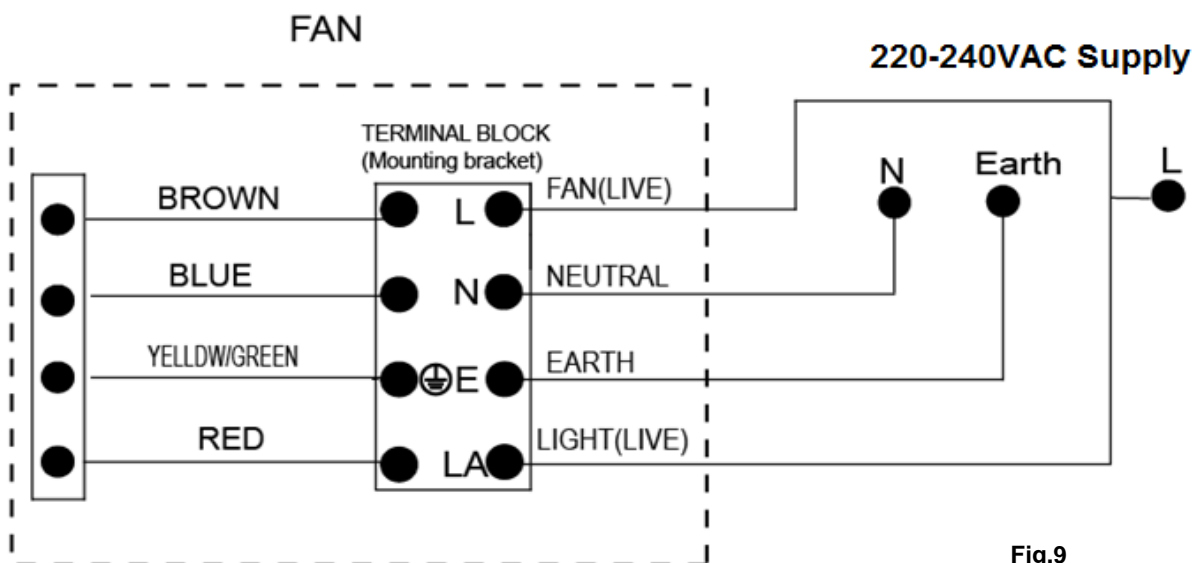 FAN
220-240VAC Supply
TERMINAL BLOCK
(Mounting bracket)
BROWN
L
FAN(LIVE)
N
Earth
L
BLUE
N
NEUTRAL
YELLDW/GREEN
E
EARTH
RED
LA
LIGHT(LIVE)
Fig.9